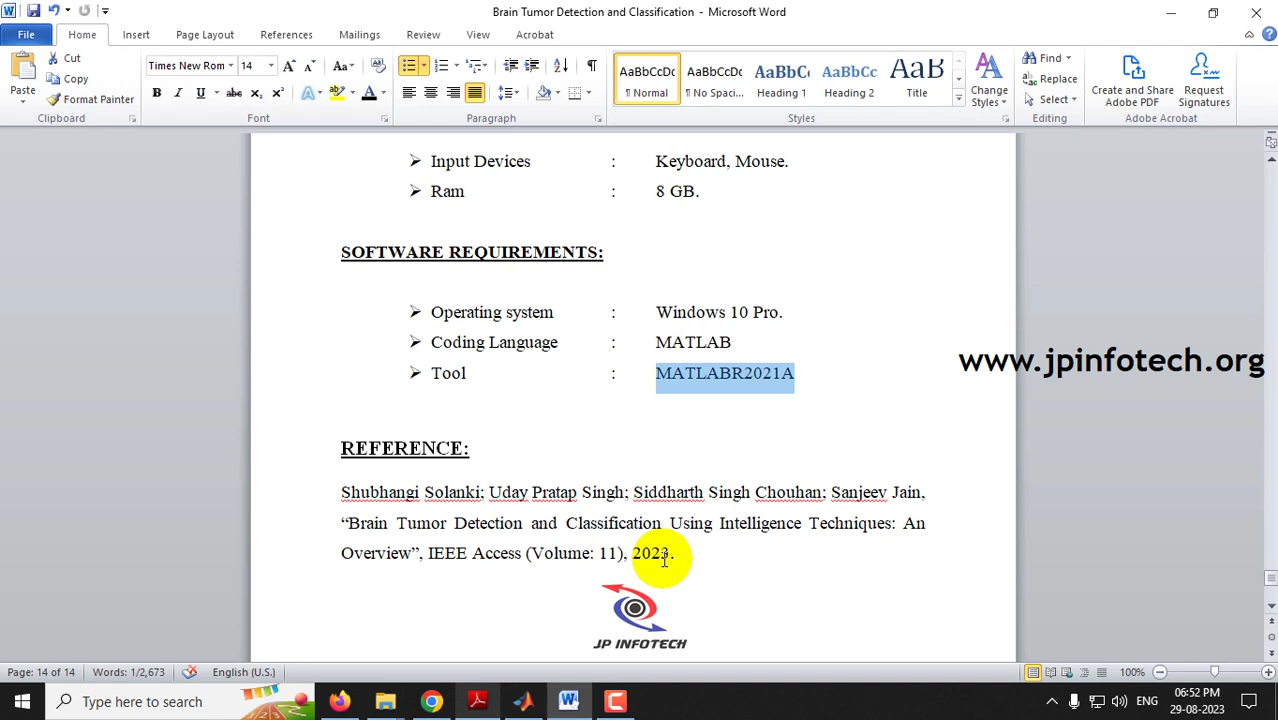 Brain Tumor Detection and Classification - Microsoft Word
File Home Insert Page Layout References Mailings Review View Acrobat
Paste
Cut
Copy
Format Painter
Clipboard
Times New Rom 14
Font
Paragraph
AaBbCcDc
¶ Normal
AaBbCcDc
¶ No Spaci...
AaBbCc
Heading 1
AaBbCc
Heading 2
AaB
Title
Change Styles
Styles
Find
Replace
Select
Editing
Create and Share Adobe PDF
Request Signatures
Adobe Acrobat
Input Devices : Keyboard, Mouse.
Ram : 8 GB.
SOFTWARE REQUIREMENTS:
Operating system : Windows 10 Pro.
Coding Language : MATLAB
www.jpinfotech.org
Tool : MATLABR2021A
REFERENCE:
Shubhangi Solanki; Uday Pratap Singh; Siddharth Singh Chouhan; Sanjeev Jain,
“Brain Tumor Detection and Classification Using Intelligence Techniques: An
Overview”, IEEE Access (Volume: 11), 2023.
JP INFOTECH
Page: 14 of 14 Words: 1/2,673 English (U.S.) 100%
Type here to search
ENG
06:52 PM
29-08-2023